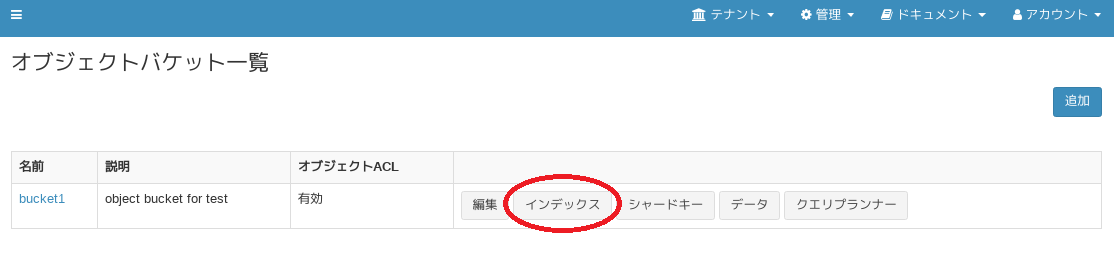 テナント 管理 ドキュメント アカウント
オブジェクトバケット一覧
追加
名前 説明 オブジェクトACL
bucket1 object bucket for test 有効 編集 インデックス シャードキー データ クエリプランナー